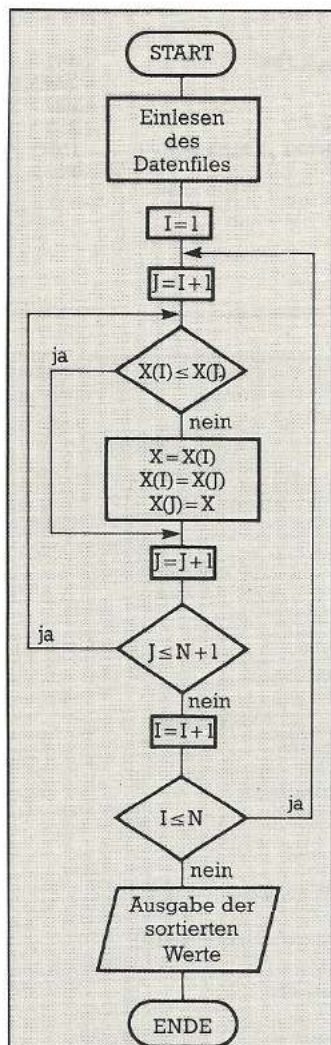 START
Einlesen
des
Datenfiles
I=1
J=I+1
ja
X(I)≤X(J)
nein
X=X(I)
X(I)=X(J)
X(J)=X
J=J+1
ja
J≤N+1
nein
I=I+1
I≤N
ja
nein
Ausgabe der
sortierten
Werte
ENDE